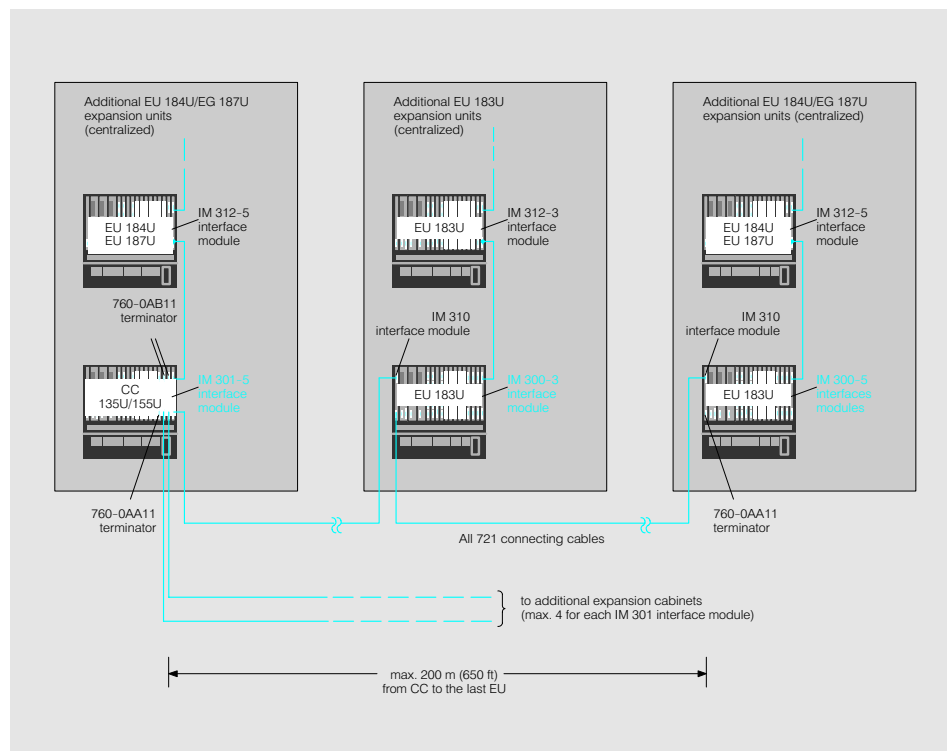 Additional EU 184U/EG 187U
expansion units
(centralized)
EU 184U
EU 187U
IM 312-5
interface
module
760-0AB11
terminator
CC
135U/155U
IM 301-5
interface
module
760-0AA11
terminator
Additional EU 183U
expansion units
(centralized)
EU 183U
IM 312-3
interface
module
IM 310
interface module
EU 183U
IM 300-3
interface
module
Additional EU 184U/EG 187U
expansion units (centralized)
EU 184U
EU 187U
IM 312-5
interface
module
IM 310
interface module
EU 183U
IM 300-5
interfaces
modules
760-0AA11
terminator
All 721 connecting cables
to additional expansion cabinets
(max. 4 for each IM 301 interface module)
max. 200 m (650 ft)
from CC to the last EU